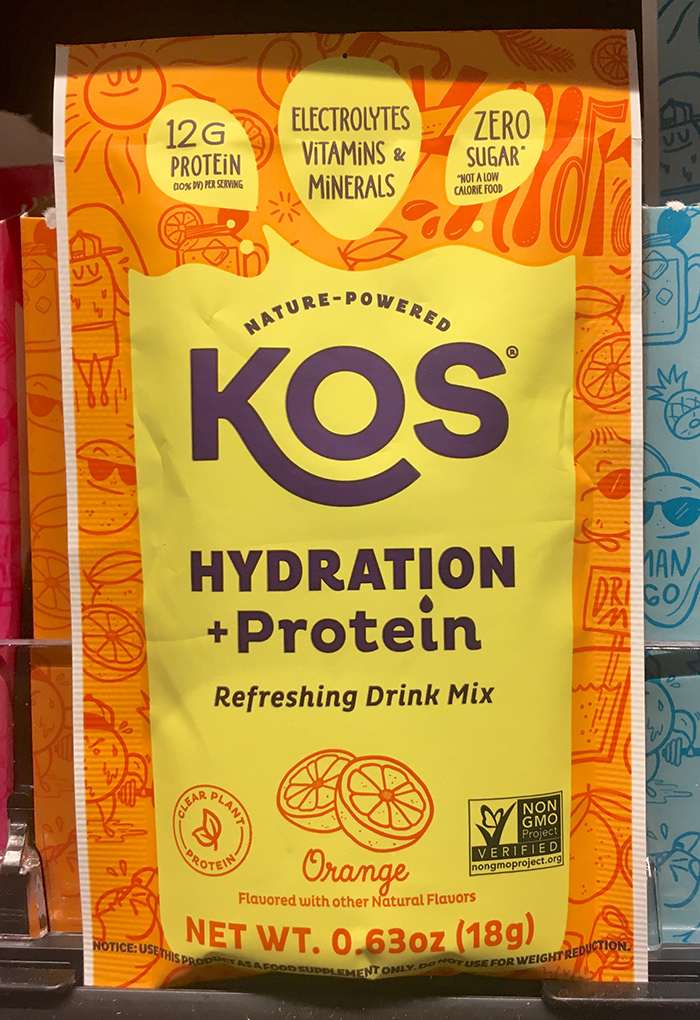 12G
PROTEIN
(10% DV) PER SERVING
ELECTROLYTES
VITAMINS &
MINERALS
ZERO
SUGAR*
*NOT A LOW
CALORIE FOOD
NATURE-POWERED
KOS®
HYDRATION
+Protein
Refreshing Drink Mix
CLEAR PLANT
PROTEIN
NON
GMO
Project
VERIFIED
nongmoproject.org
Orange
Flavored with other Natural Flavors
NET WT. 0.63oz (18g)
NOTICE: USE THIS PRODUCT AS A FOOD SUPPLEMENT ONLY. DO NOT USE FOR WEIGHT REDUCTION.
MAN
GO